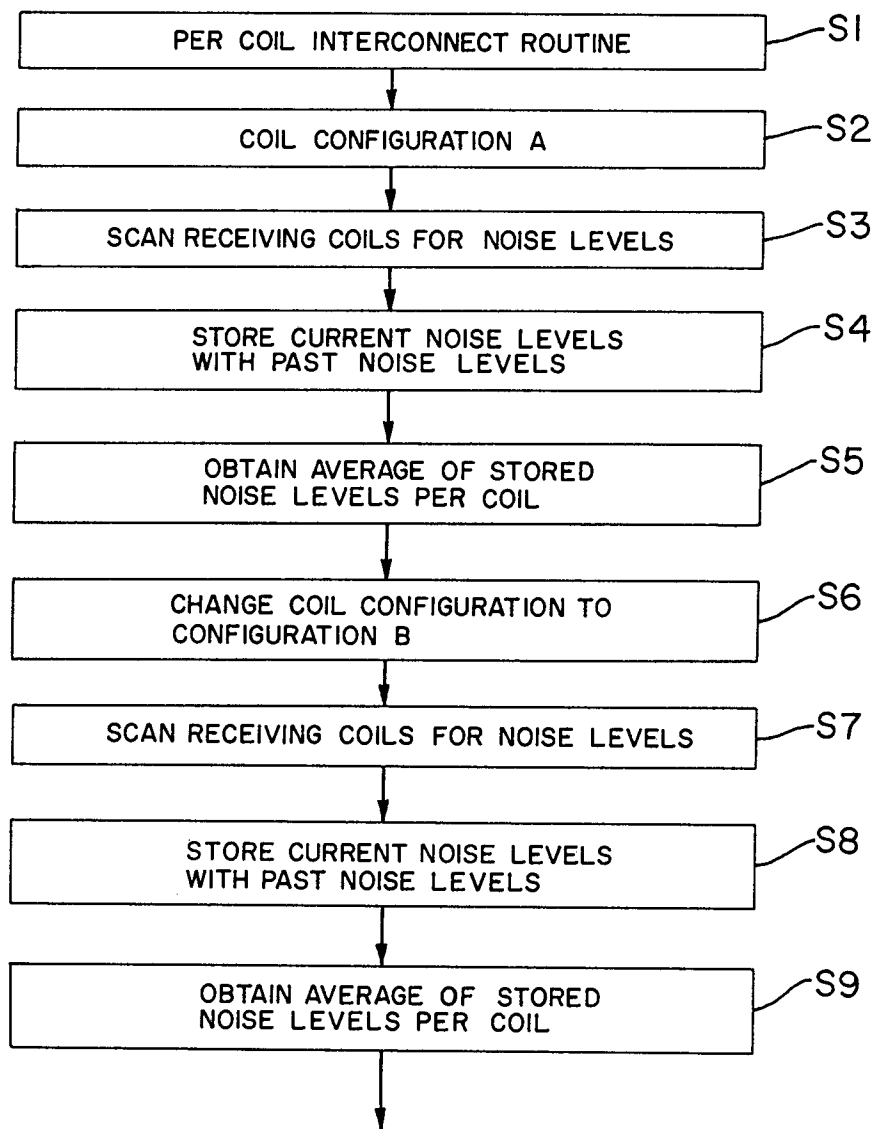 PER COIL INTERCONNECT ROUTINE
S1
COIL CONFIGURATION A
S2
SCAN RECEIVING COILS FOR NOISE LEVELS
S3
STORE CURRENT NOISE LEVELS
WITH PAST NOISE LEVELS
S4
OBTAIN AVERAGE OF STORED
NOISE LEVELS PER COIL
S5
CHANGE COIL CONFIGURATION TO
CONFIGURATION B
S6
SCAN RECEIVING COILS FOR NOISE LEVELS
S7
STORE CURRENT NOISE LEVELS
WITH PAST NOISE LEVELS
S8
OBTAIN AVERAGE OF STORED
NOISE LEVELS PER COIL
S9